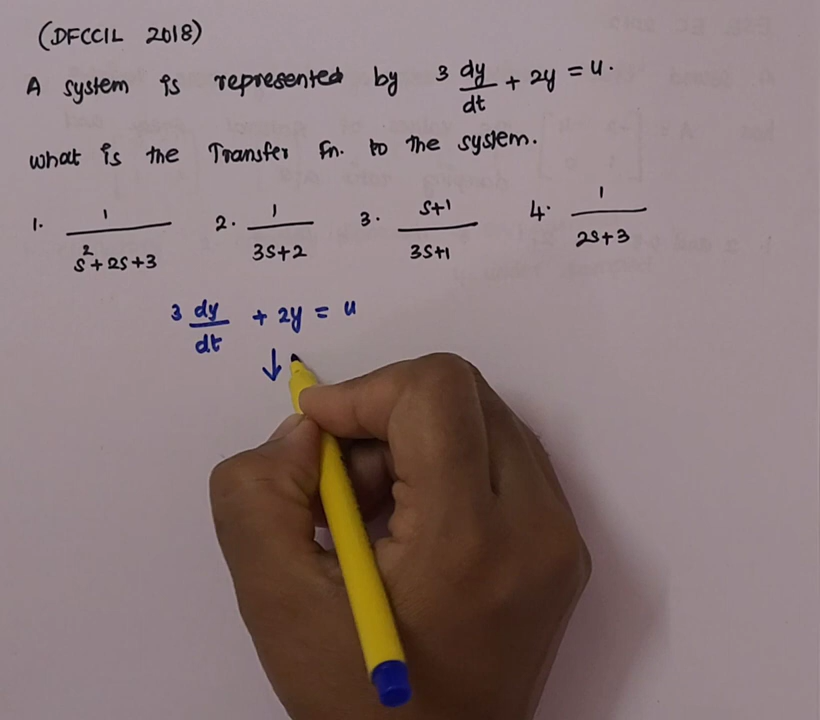 (DFCCIL 2018)
A system is represented by 3 dy/dt + 2y = u.
what is the Transfer Fn. to the system.
1. 1/(s²+2s+3) 2. 1/(3s+2) 3. (s+1)/(3s+1) 4. 1/(2s+3)
3 dy/dt + 2y = u
↓